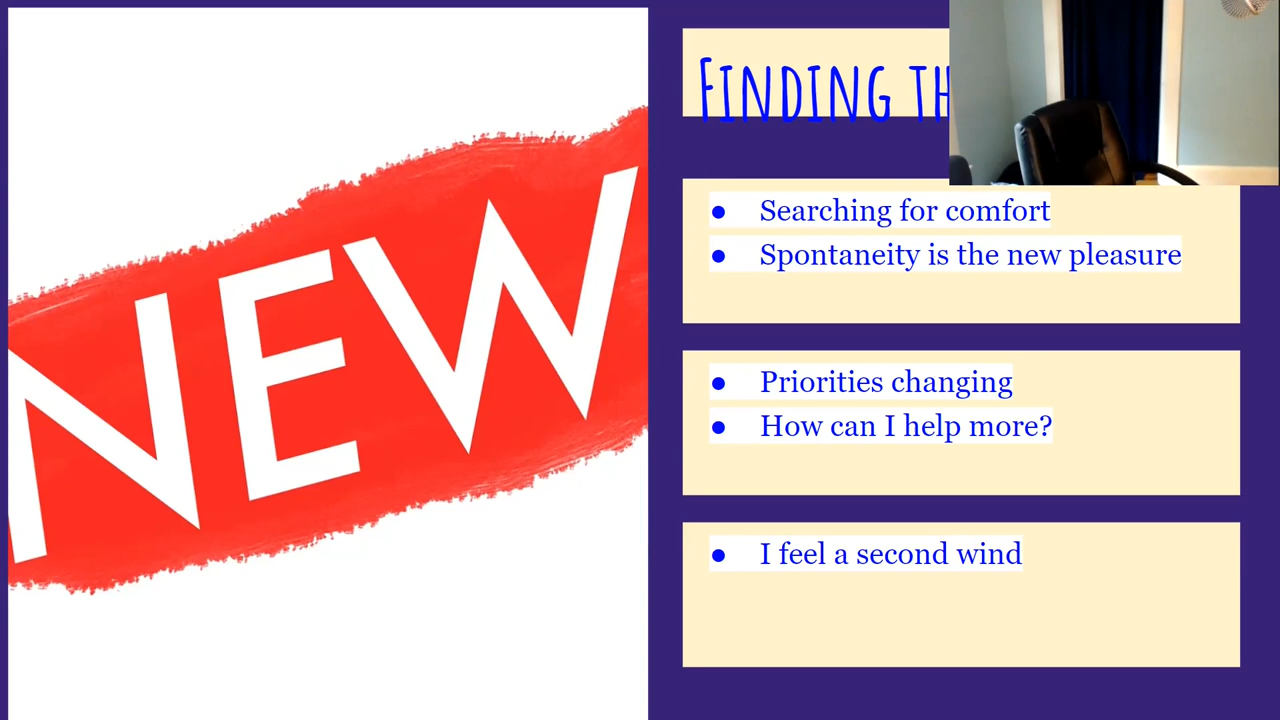 NEW
FINDING
● Searching for comfort
● Spontaneity is the new pleasure
● Priorities changing
● How can I help more?
● I feel a second wind